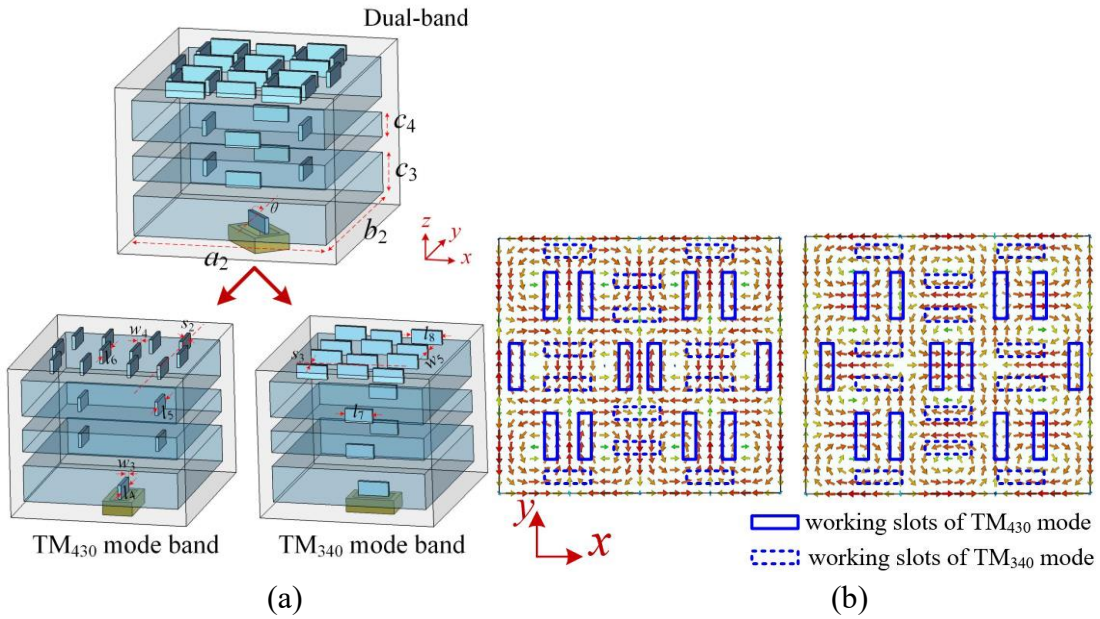 Dual-band
c₄
c₃
θ
b₂
a₂
z
y
x
w₄
s₂
l₆
l₅
w₃
l₄
s₃
l₈
w₅
l₇
TM₄₃₀ mode band
TM₃₄₀ mode band
y
x
working slots of TM₄₃₀ mode
working slots of TM₃₄₀ mode
(a)
(b)